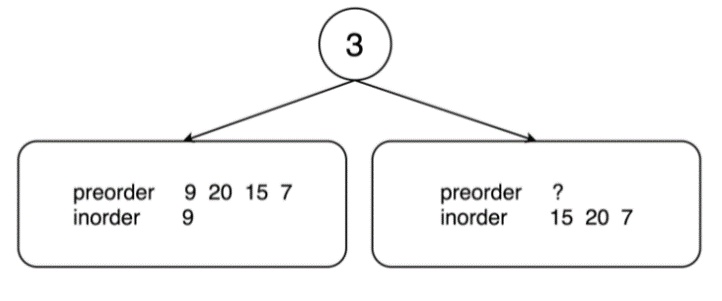 3
preorder 9 20 15 7
inorder 9
preorder ?
inorder 15 20 7